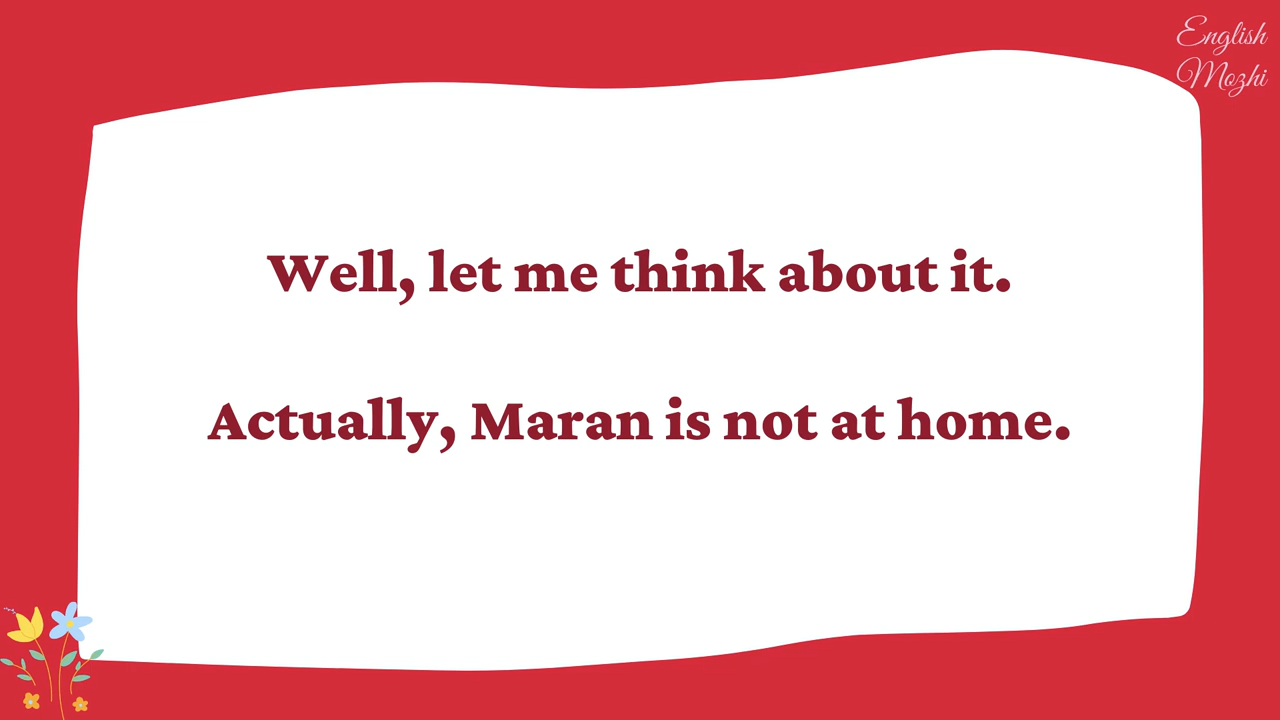 English
Mozhi
Well, let me think about it.
Actually, Maran is not at home.